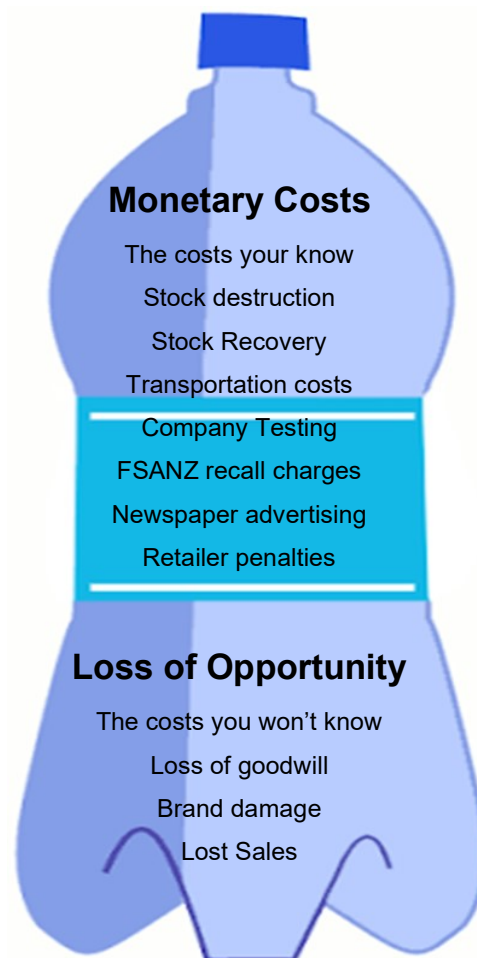 Monetary Costs
The costs your know
Stock destruction
Stock Recovery
Transportation costs
Company Testing
FSANZ recall charges
Newspaper advertising
Retailer penalties
Loss of Opportunity
The costs you won’t know
Loss of goodwill
Brand damage
Lost Sales